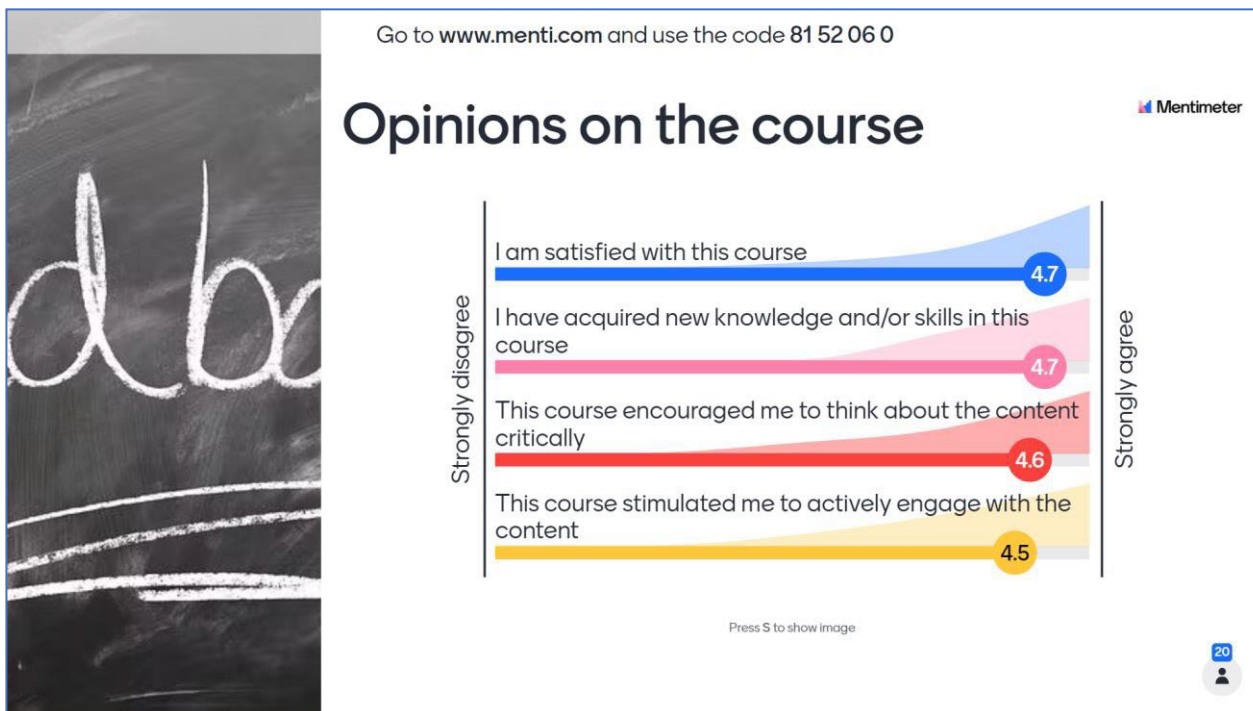 Go to www.menti.com and use the code 81 52 06 0
Mentimeter
Opinions on the course
Strongly disagree
I am satisfied with this course
4.7
I have acquired new knowledge and/or skills in this
course
4.7
This course encouraged me to think about the content
critically
4.6
This course stimulated me to actively engage with the
content
4.5
Strongly agree
Press S to show image
20